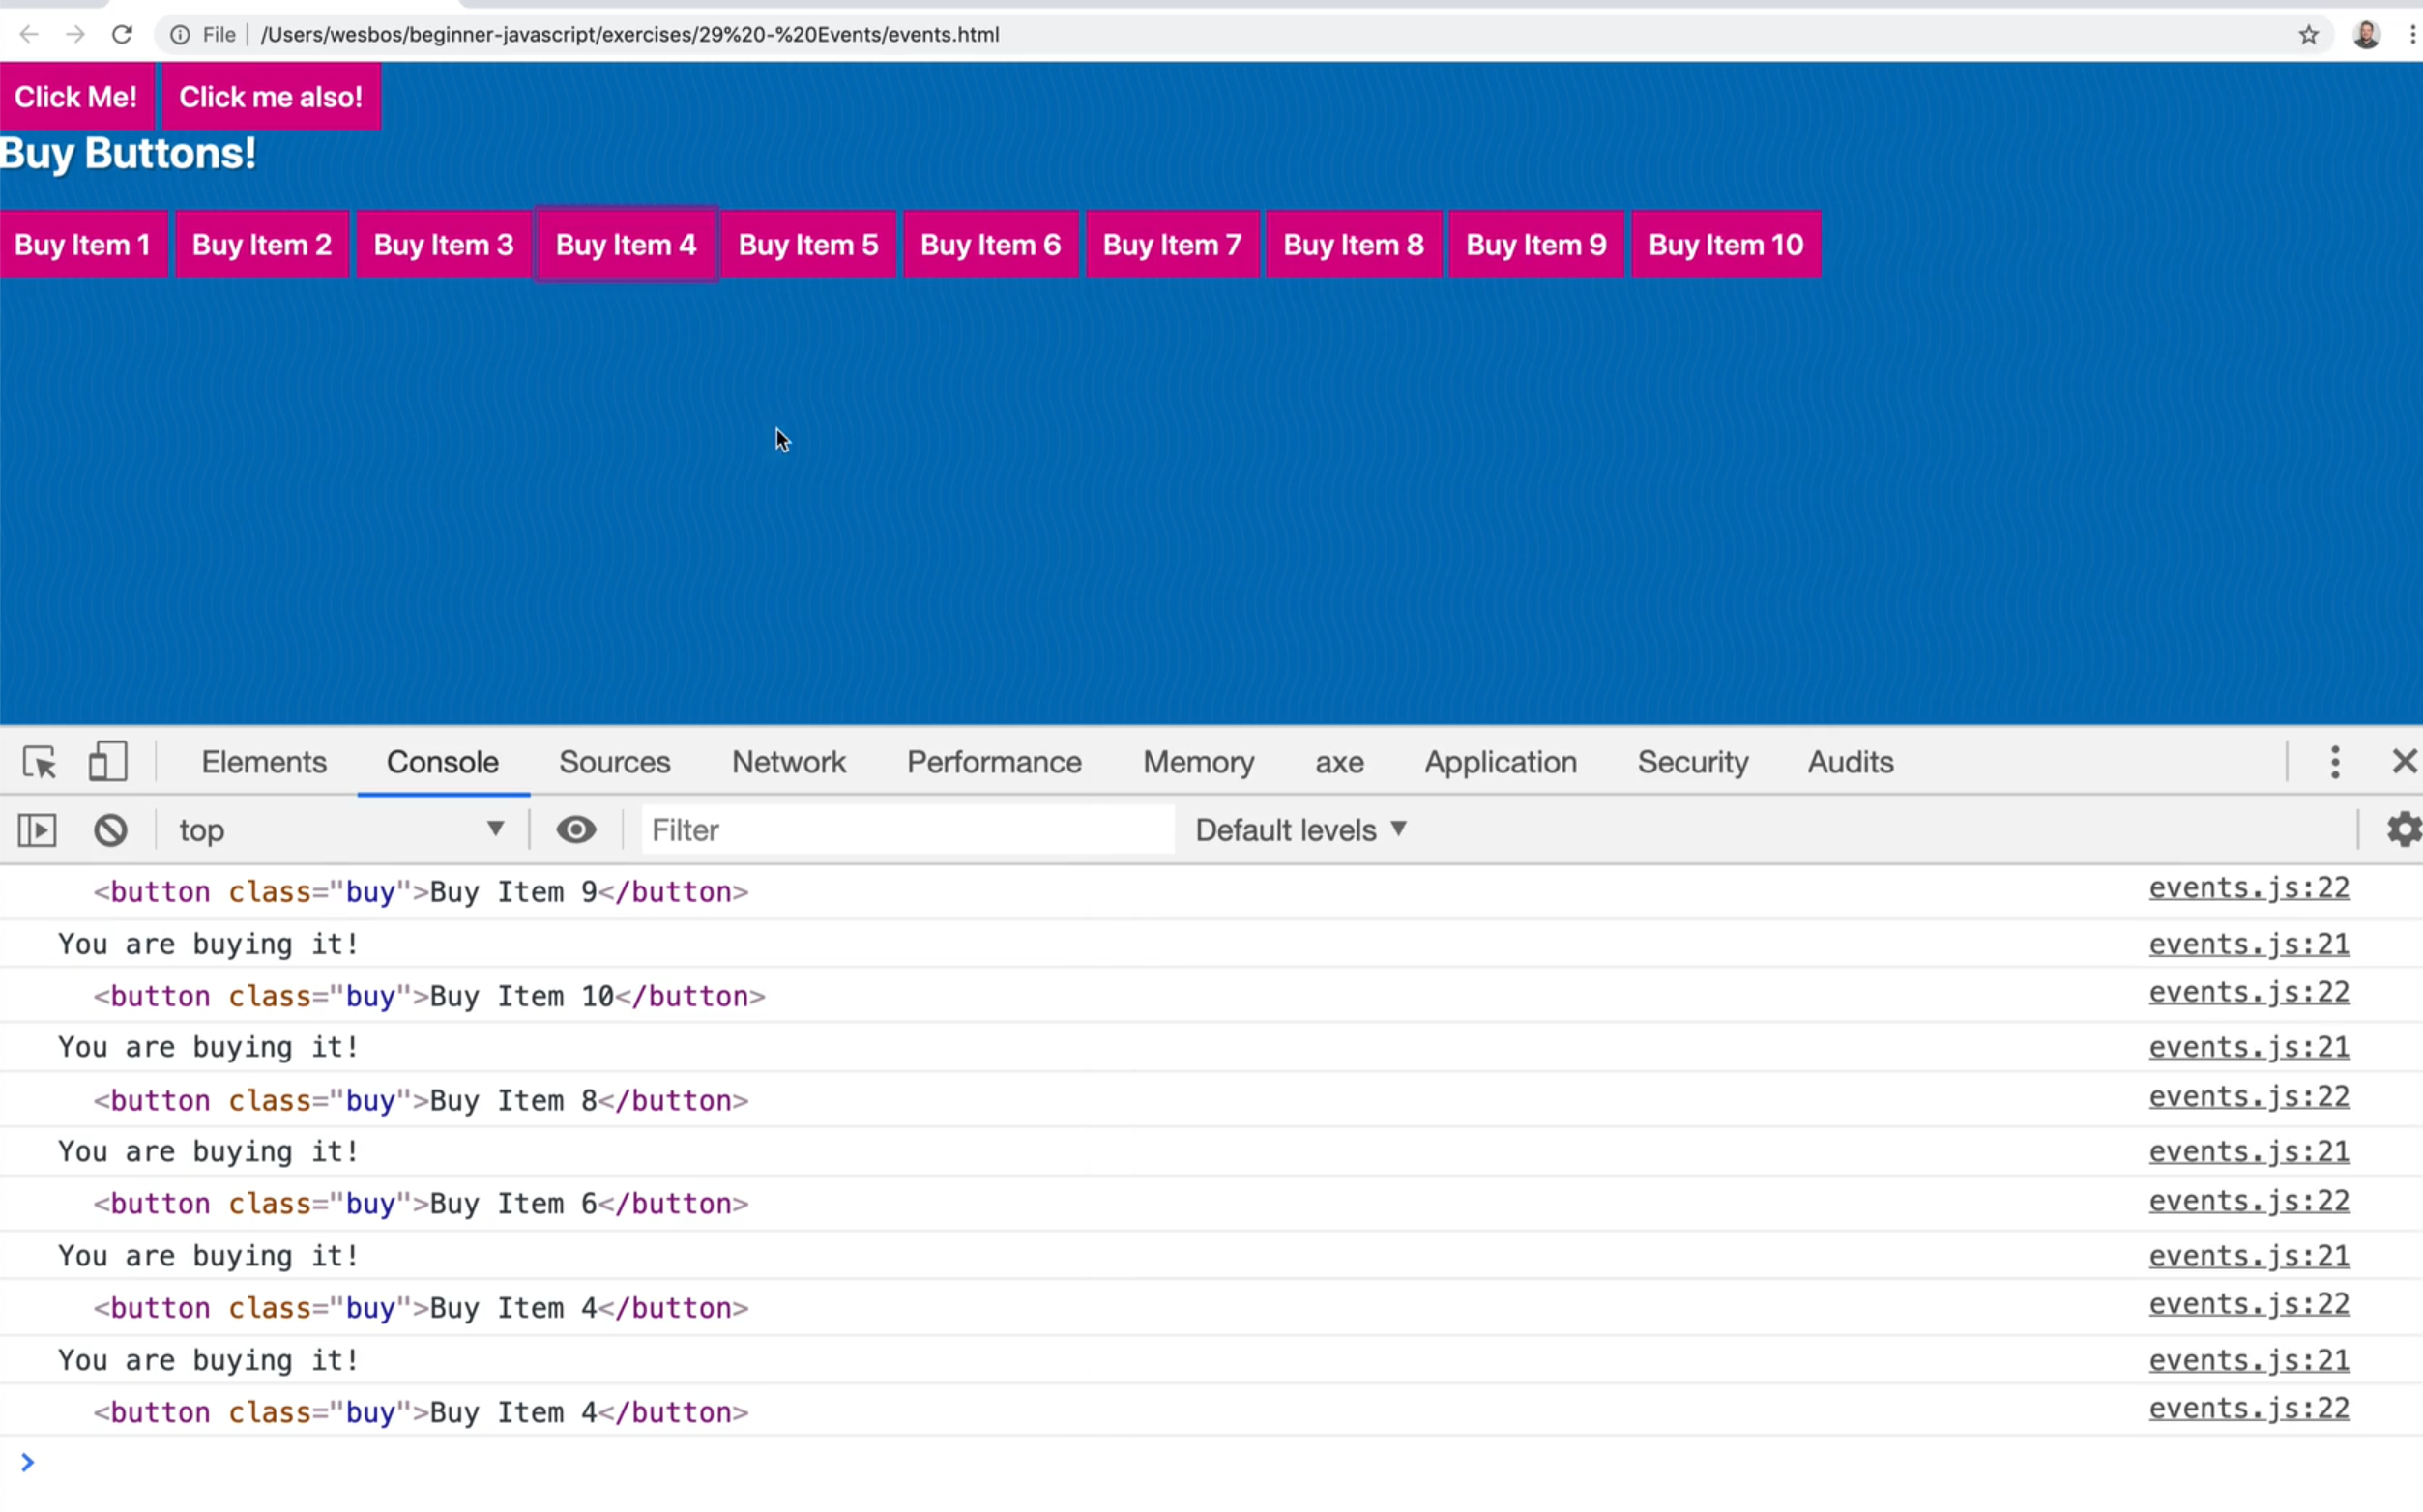 File /Users/wesbos/beginner-javascript/exercises/29%20-%20Events/events.html
Click Me! Click me also!
Buy Buttons!
Buy Item 1 Buy Item 2 Buy Item 3 Buy Item 4 Buy Item 5 Buy Item 6 Buy Item 7 Buy Item 8 Buy Item 9 Buy Item 10
Elements Console Sources Network Performance Memory axe Application Security Audits
top Filter Default levels
<button class="buy">Buy Item 9</button> events.js:22
You are buying it! events.js:21
<button class="buy">Buy Item 10</button> events.js:22
You are buying it! events.js:21
<button class="buy">Buy Item 8</button> events.js:22
You are buying it! events.js:21
<button class="buy">Buy Item 6</button> events.js:22
You are buying it! events.js:21
<button class="buy">Buy Item 4</button> events.js:22
You are buying it! events.js:21
<button class="buy">Buy Item 4</button> events.js:22